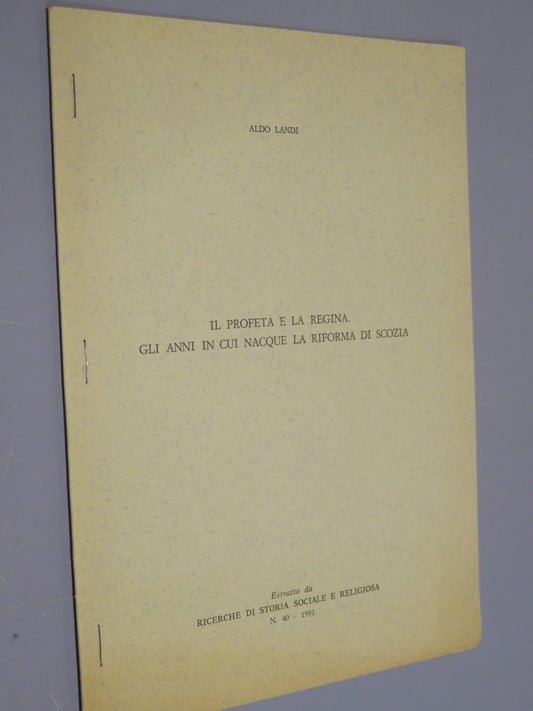 ALDO LANDI
IL PROFETA E LA REGINA.
GLI ANNI IN CUI NACQUE LA RIFORMA DI SCOZIA
Estratto da
RICERCHE DI STORIA SOCIALE E RELIGIOSA
N. 40 - 1991